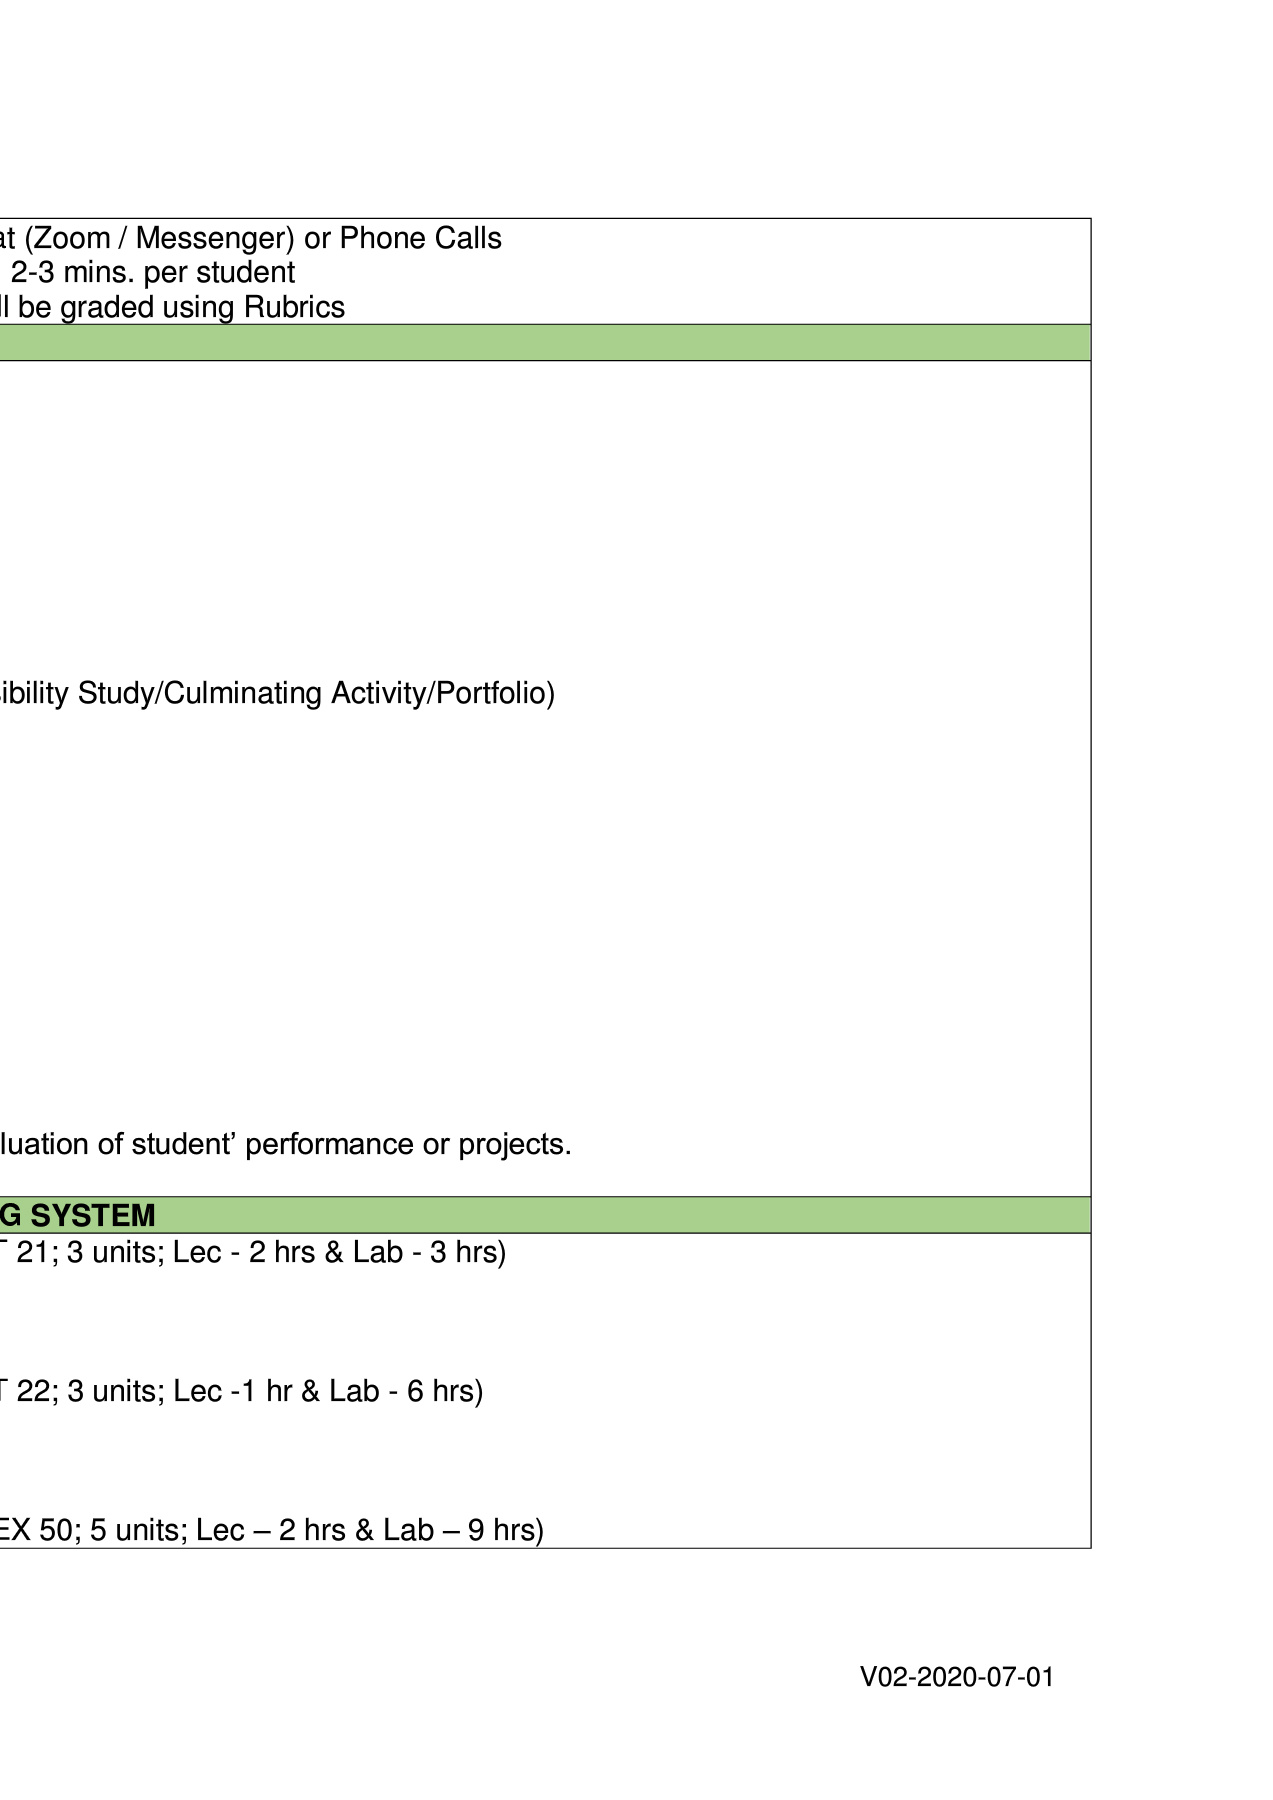 at (Zoom / Messenger) or Phone Calls
2-3 mins. per student
ll be graded using Rubrics
ibility Study/Culminating Activity/Portfolio)
luation of student’ performance or projects.
G SYSTEM
T 21; 3 units; Lec - 2 hrs & Lab - 3 hrs)
T 22; 3 units; Lec -1 hr & Lab - 6 hrs)
EX 50; 5 units; Lec – 2 hrs & Lab – 9 hrs)
V02-2020-07-01